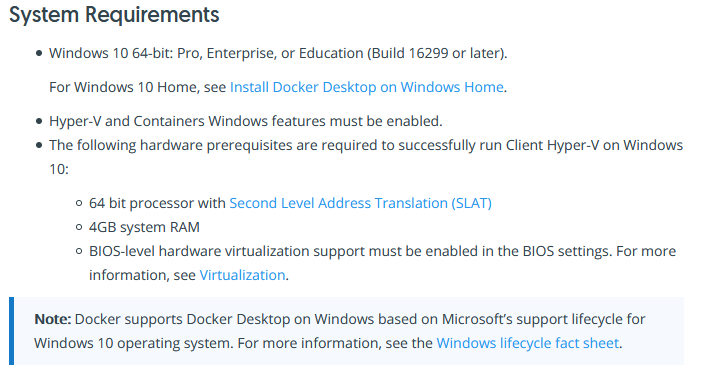 System Requirements
• Windows 10 64-bit: Pro, Enterprise, or Education (Build 16299 or later).
For Windows 10 Home, see Install Docker Desktop on Windows Home.
• Hyper-V and Containers Windows features must be enabled.
• The following hardware prerequisites are required to successfully run Client Hyper-V on Windows
10:
◦ 64 bit processor with Second Level Address Translation (SLAT)
◦ 4GB system RAM
◦ BIOS-level hardware virtualization support must be enabled in the BIOS settings. For more
information, see Virtualization.
Note: Docker supports Docker Desktop on Windows based on Microsoft’s support lifecycle for
Windows 10 operating system. For more information, see the Windows lifecycle fact sheet.